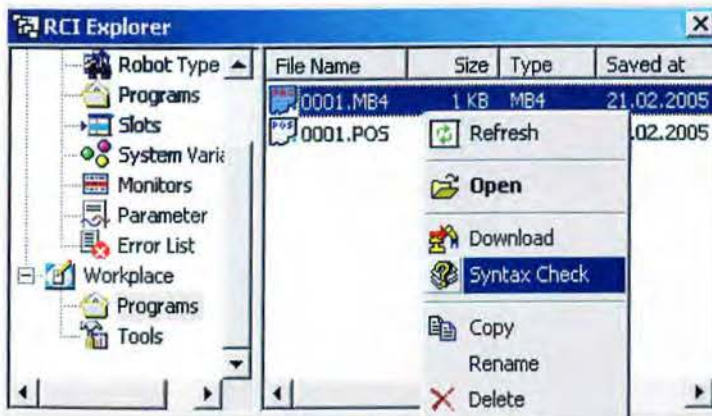 RCI Explorer
Robot Type
Programs
Slots
System Varia
Monitors
Parameter
Error List
Workplace
Programs
Tools
File Name Size Type Saved at
0001.MB4 1 KB MB4 21.02.2005
0001.POS .02.2005
Refresh
Open
Download
Syntax Check
Copy
Rename
Delete